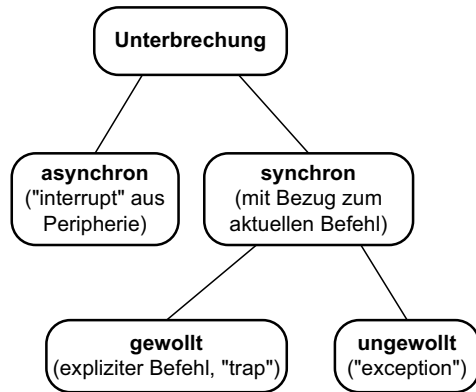 Unterbrechung
asynchron
("interrupt" aus
Peripherie)
synchron
(mit Bezug zum
aktuellen Befehl)
gewollt
(expliziter Befehl, "trap")
ungewollt
("exception")